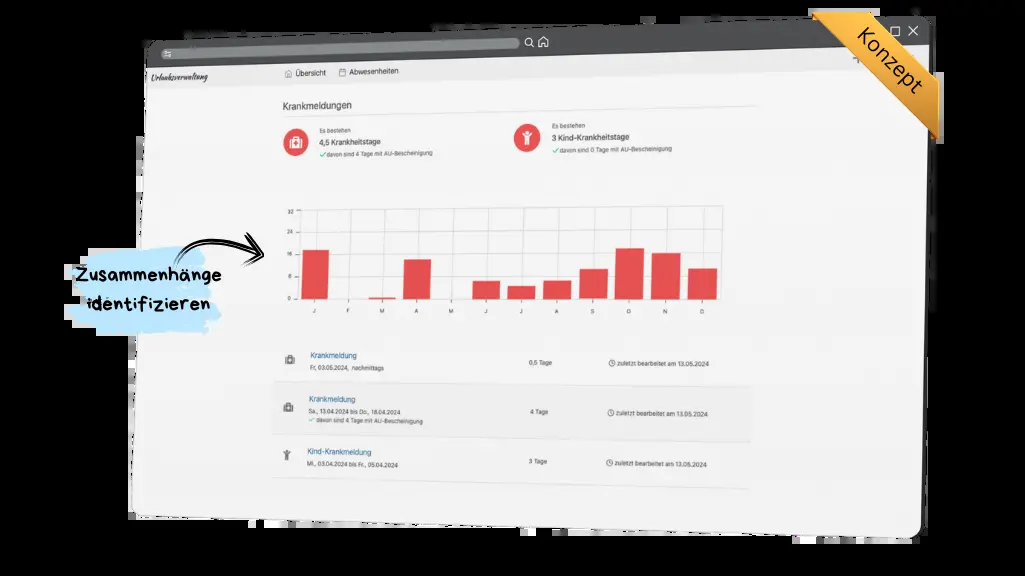 Konzept
Urlaubsverwaltung
Übersicht
Abwesenheiten
Krankmeldungen
Es bestehen
4,5 Krankheitstage
davon sind 4 Tage mit AU-Bescheinigung
Es bestehen
3 Kind-Krankheitstage
davon sind 0 Tage mit AU-Bescheinigung
Zusammenhänge
identifizieren
32
24
16
8
0
J F M A M J J A S O N D
Krankmeldung
Fr, 03.05.2024, nachmittags
0,5 Tage
zuletzt bearbeitet am 13.05.2024
Krankmeldung
Sa., 13.04.2024 bis Do., 18.04.2024
davon sind 4 Tage mit AU-Bescheinigung
4 Tage
zuletzt bearbeitet am 13.05.2024
Kind-Krankmeldung
Mi., 03.04.2024 bis Fr., 05.04.2024
3 Tage
zuletzt bearbeitet am 13.05.2024